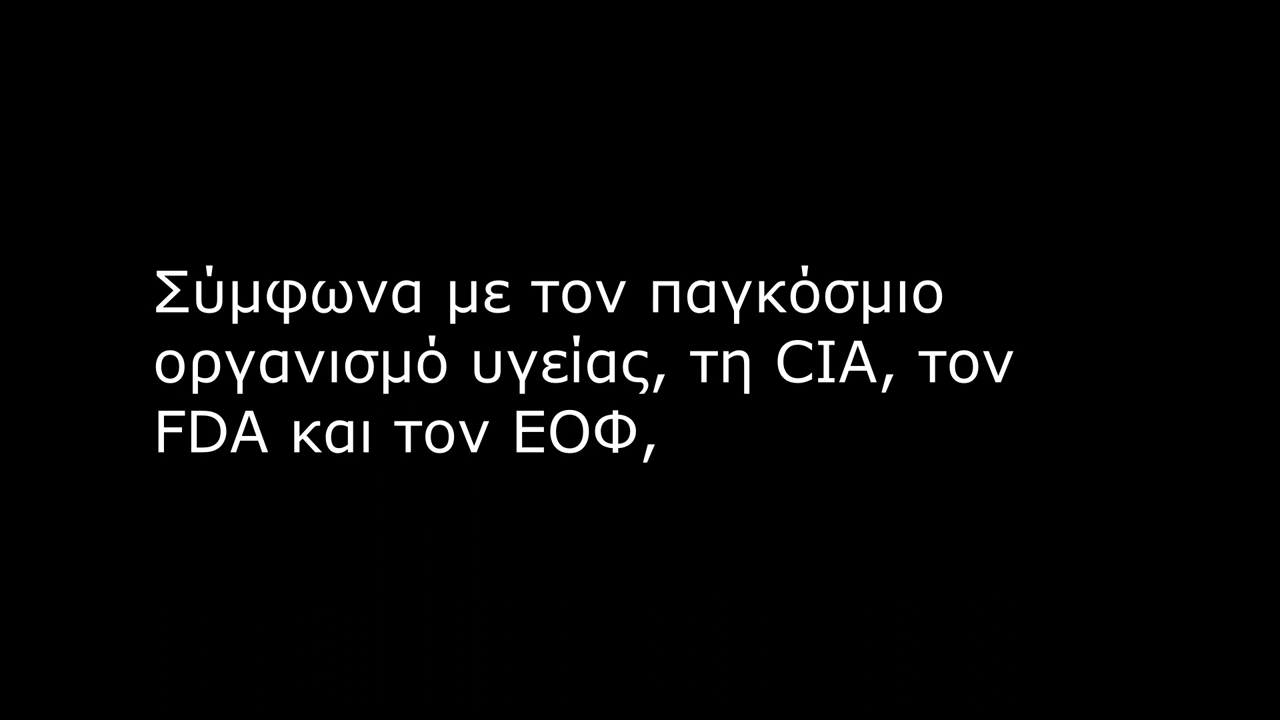 Σύμφωνα με τον παγκόσμιο
οργανισμό υγείας, τη CIA, τον
FDA και τον ΕΟΦ,